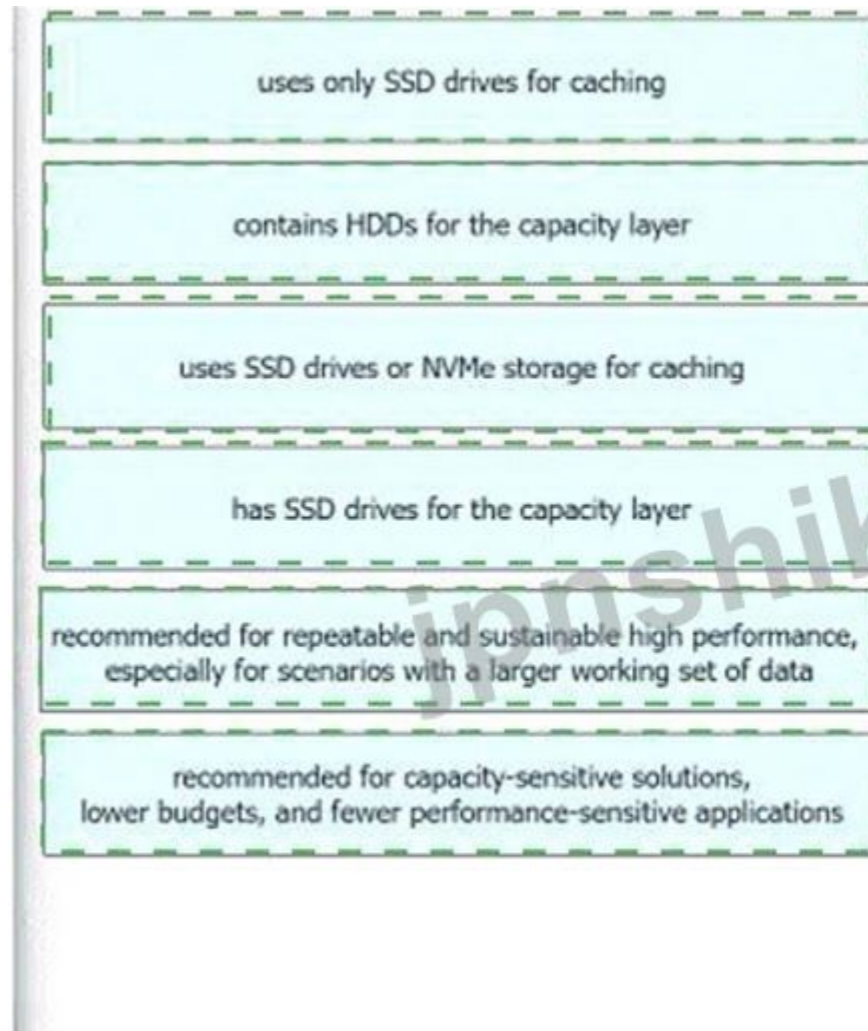 uses only SSD drives for caching
contains HDDs for the capacity layer
uses SSD drives or NVMe storage for caching
has SSD drives for the capacity layer
recommended for repeatable and sustainable high performance,
especially for scenarios with a larger working set of data
recommended for capacity-sensitive solutions,
lower budgets, and fewer performance-sensitive applications